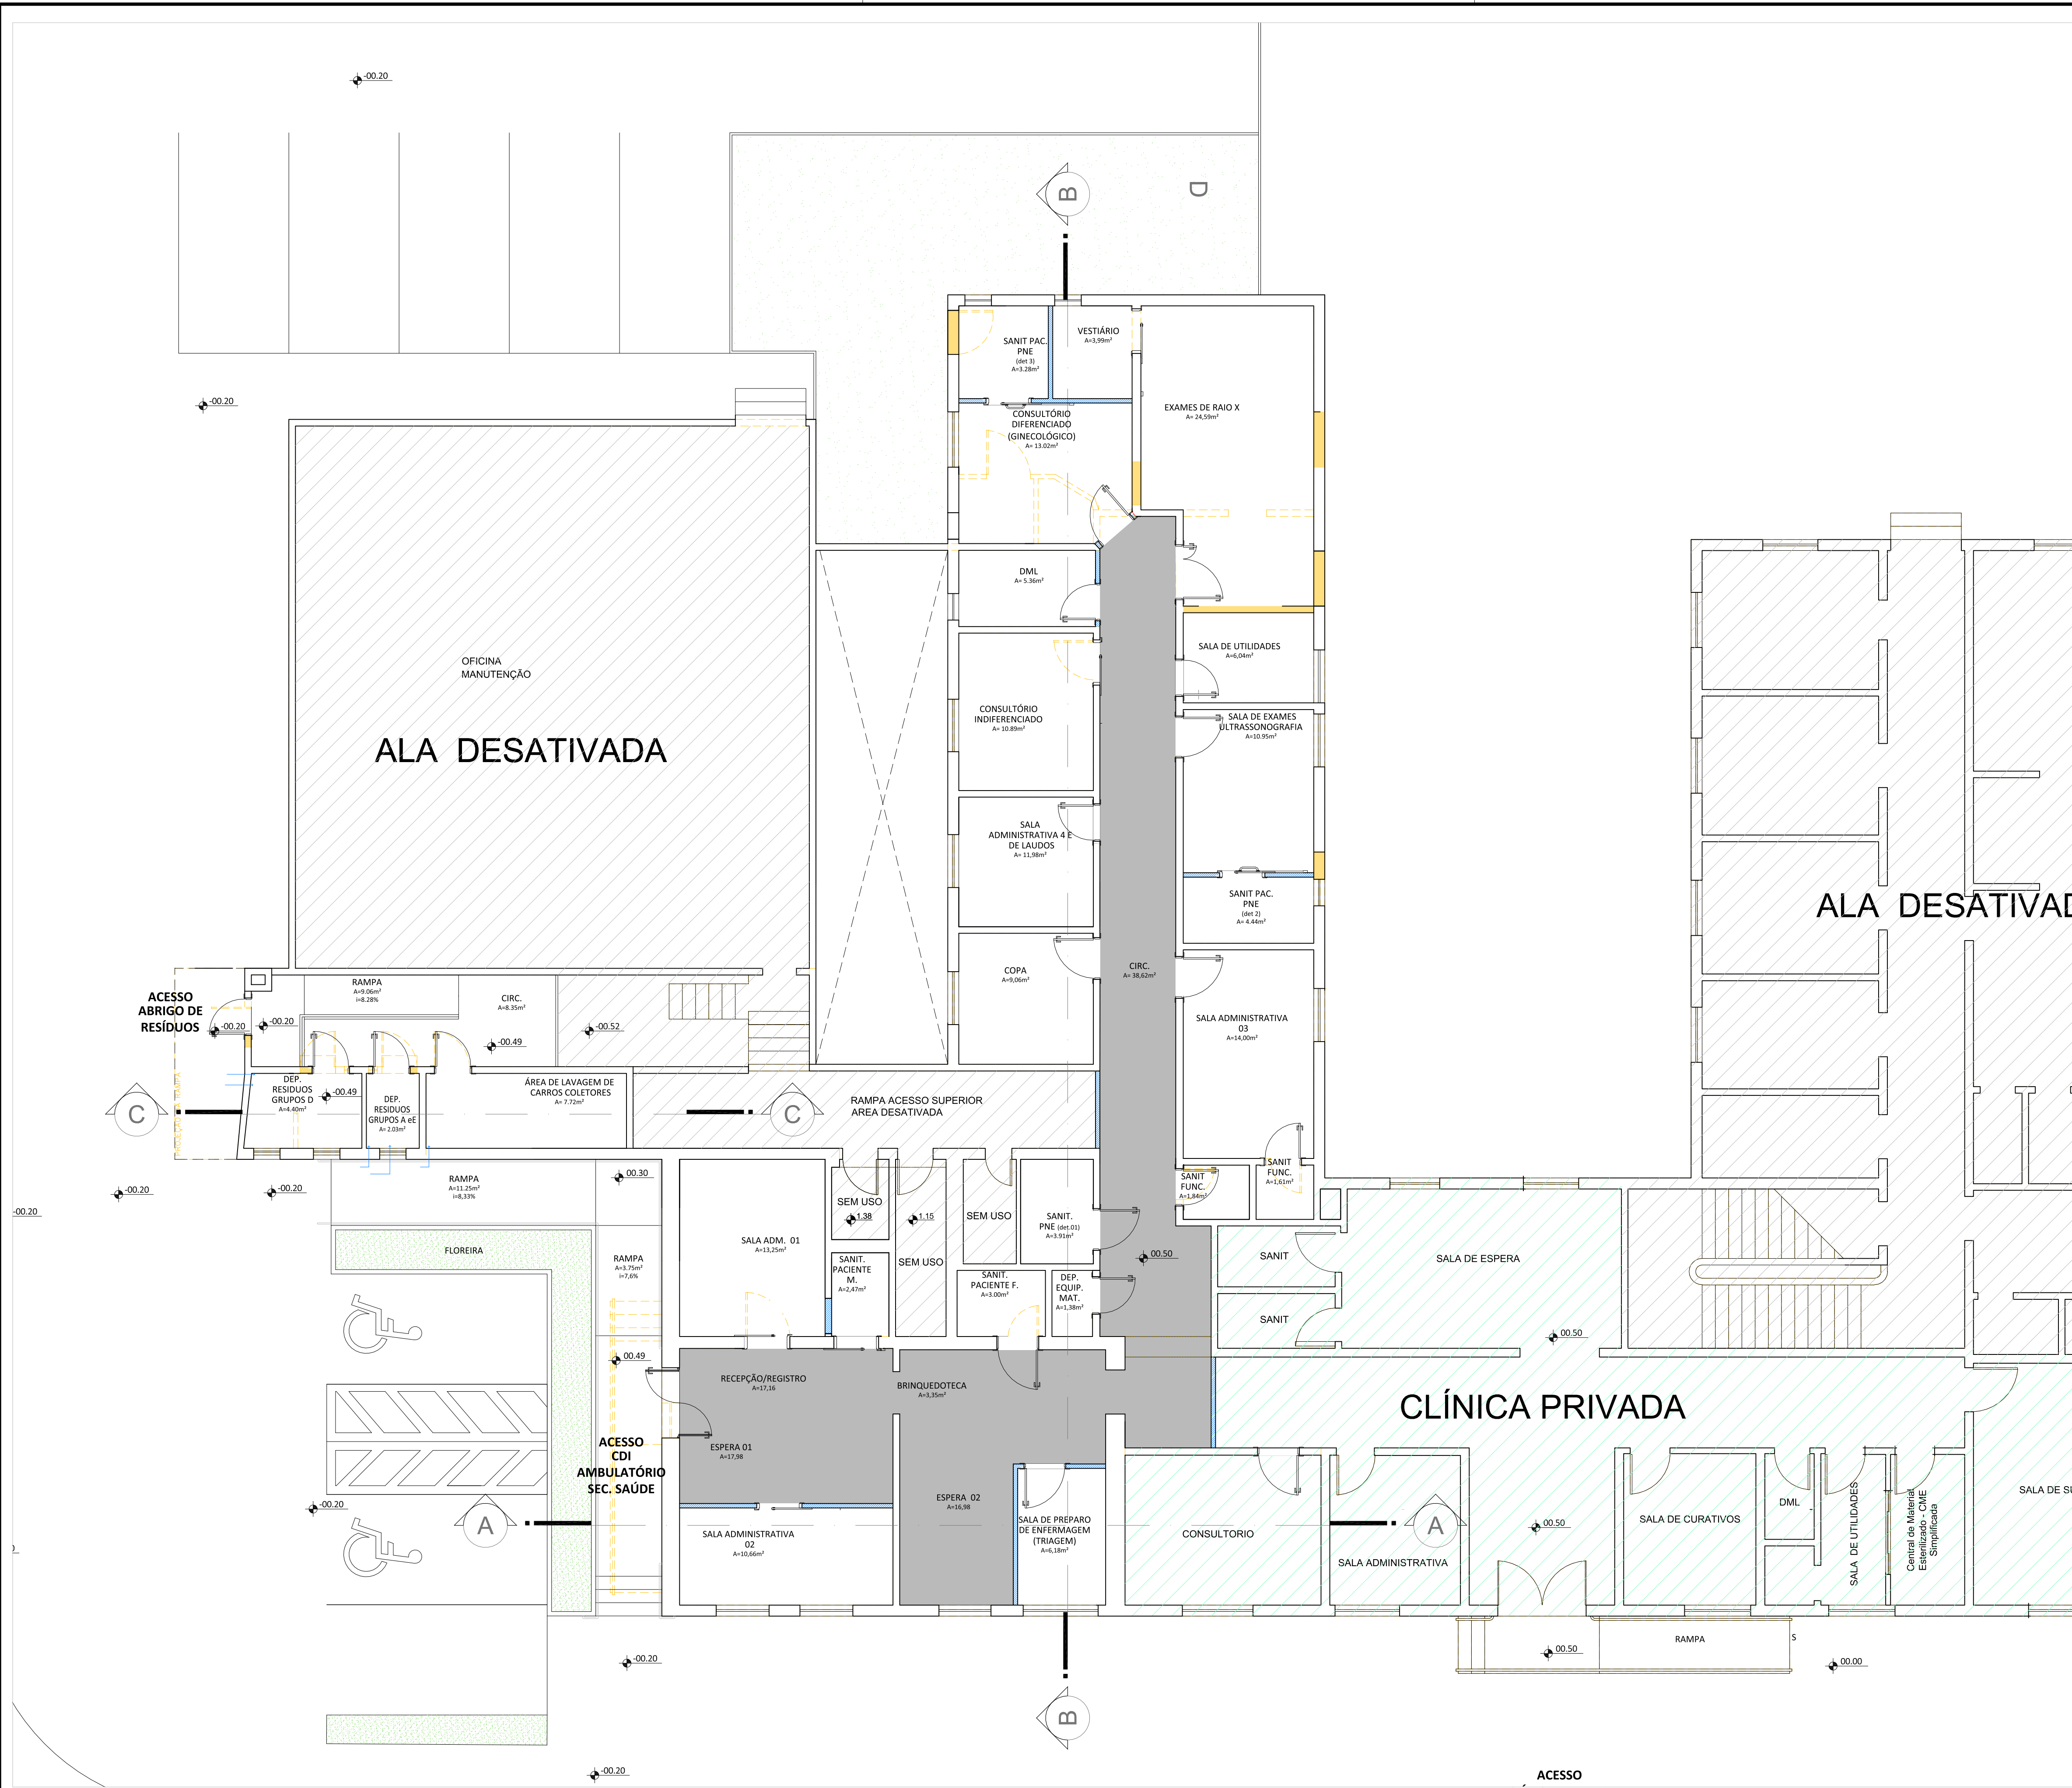 -00.20
B
D
SANIT PAC.
PNE
(det 3)
A=3.28m²
VESTIÁRIO
A=3,99m²
EXAMES DE RAIO X
A= 24,59m²
-00.20
CONSULTÓRIO
DIFERENCIADO
(GINECOLÓGICO)
A= 13.02m²
DML
A= 5.36m²
SALA DE UTILIDADES
A=6,04m²
OFICINA
MANUTENÇÃO
ALA DESATIVADA
CONSULTÓRIO
INDIFERENCIADO
A= 10.89m²
SALA DE EXAMES
ULTRASSONOGRAFIA
A=10.95m²
SALA
ADMINISTRATIVA 4 E
DE LAUDOS
A= 11,98m²
SANIT PAC.
PNE
(det 2)
A= 4.44m²
ALA DESATIVAD
COPA
A=9,06m²
CIRC.
A= 38,62m²
SALA ADMINISTRATIVA
03
A=14,00m²
ACESSO
ABRIGO DE
RESÍDUOS
-00.20
-00.20
RAMPA
A=9.06m²
i=8.28%
CIRC.
A=8.35m²
-00.49
-00.52
DEP.
RESIDUOS
GRUPOS D
A=4.40m²
-00.49
DEP.
RESIDUOS
GRUPOS A eE
A= 2.03m²
ÁREA DE LAVAGEM DE
CARROS COLETORES
A= 7.72m²
C
C
RAMPA ACESSO SUPERIOR
AREA DESATIVADA
-00.20
-00.20
-00.20
RAMPA
A=11.25m²
i=8,33%
00.30
SEM USO
1.38
1.15
SEM USO
SEM USO
SANIT.
PNE (det.01)
A=3.91m²
SANIT
FUNC.
A=1,84m²
SANIT
FUNC.
A=1,61m²
FLOREIRA
RAMPA
A=3.75m²
i=7,6%
SALA ADM. 01
A=13,25m²
SANIT.
PACIENTE
M.
A=2,47m²
SANIT.
PACIENTE F.
A=3.00m²
DEP.
EQUIP.
MAT.
A=1,38m²
00.50
SANIT
SANIT
SALA DE ESPERA
00.50
00.49
RECEPÇÃO/REGISTRO
A=17,16
BRINQUEDOTECA
A=3,35m²
CLÍNICA PRIVADA
ACESSO
CDI
AMBULATÓRIO
SEC. SAÚDE
ESPERA 01
A=17,98
ESPERA 02
A=16,98
-00.20
A
SALA ADMINISTRATIVA
02
A=10,66m²
SALA DE PREPARO
DE ENFERMAGEM
(TRIAGEM)
A=6,18m²
CONSULTORIO
A
SALA ADMINISTRATIVA
00.50
SALA DE CURATIVOS
DML
SALA DE UTILIDADES
Central de Material
Esterilizado - CME
Simplificada
SALA DE SU
-00.20
00.50
RAMPA
S
00.00
B
-00.20
ACESSO